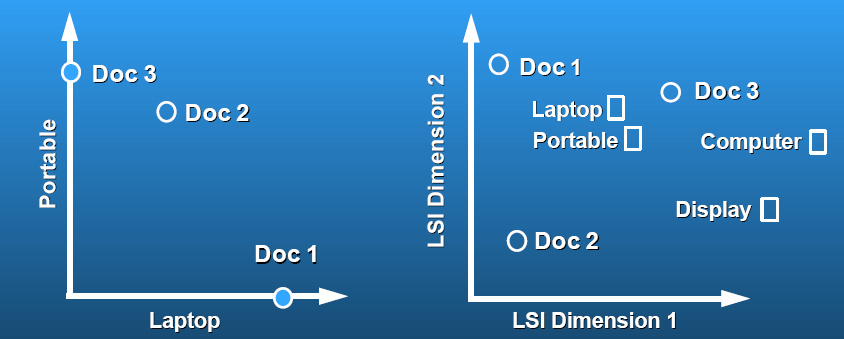 Doc 3
Doc 2
Portable
Doc 1
Laptop
Doc 1
Doc 3
Laptop
Portable
Computer
LSI Dimension 2
Display
Doc 2
LSI Dimension 1